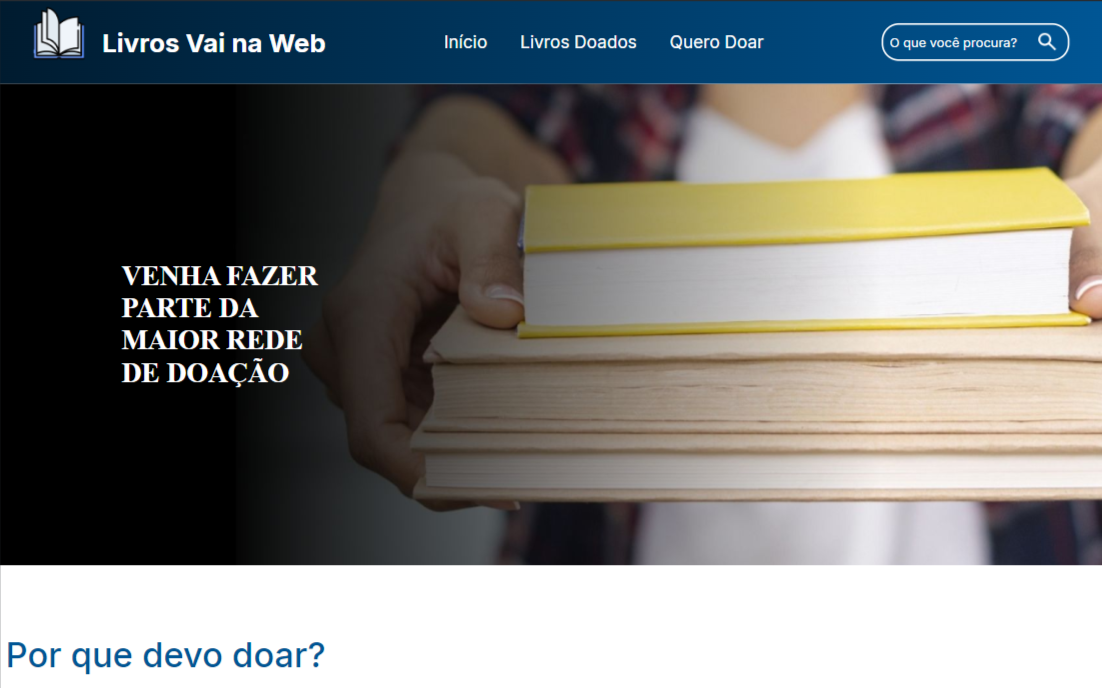 Livros Vai na Web
Início
Livros Doados
Quero Doar
O que você procura?
VENHA FAZER
PARTE DA
MAIOR REDE
DE DOAÇÃO
Por que devo doar?